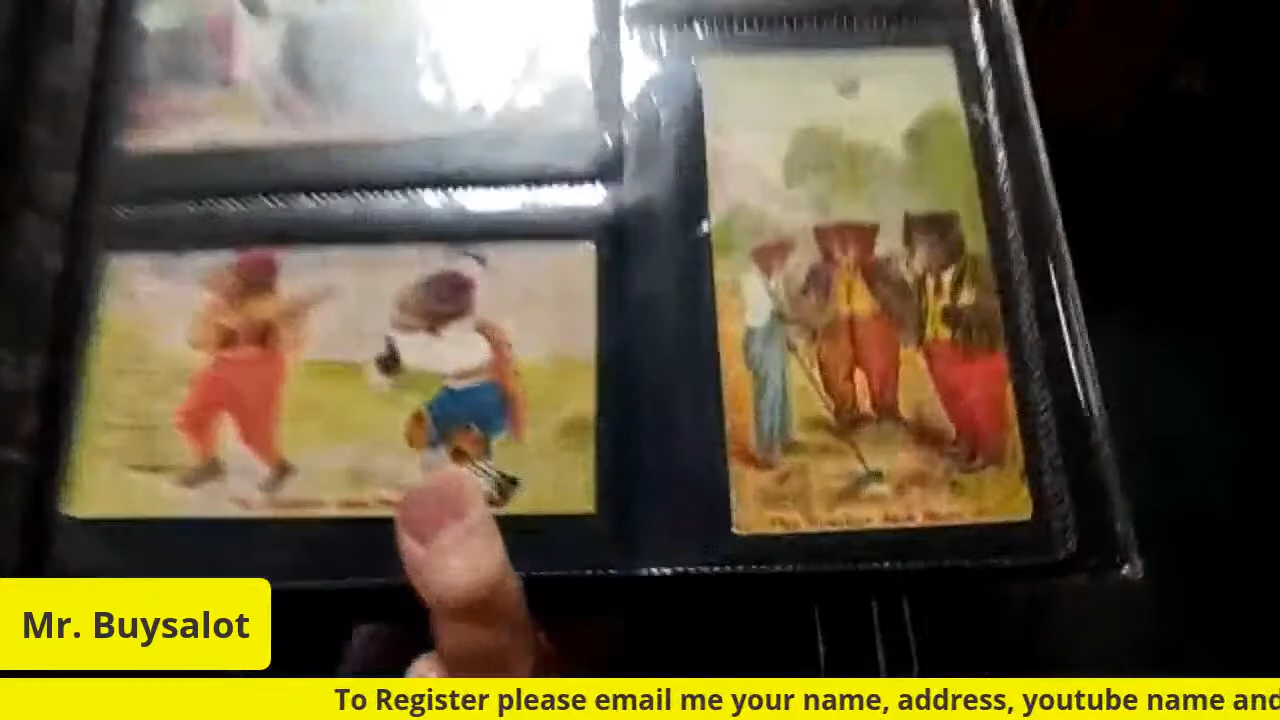 Mr. Buysalot
To Register please email me your name, address, youtube name and